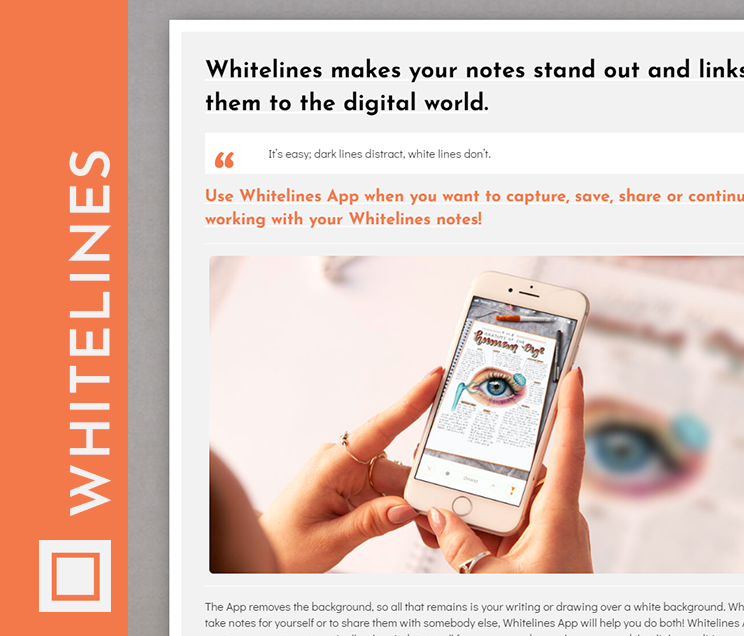 WHITELINES
Whitelines makes your notes stand out and links
them to the digital world.
“ It's easy; dark lines distract, white lines don't.
Use Whitelines App when you want to capture, save, share or continu
working with your Whitelines notes!
human eye
The App removes the background, so all that remains is your writing or drawing over a white background. Wh
take notes for yourself or to share them with somebody else, Whitelines App will help you do both! Whitelines A